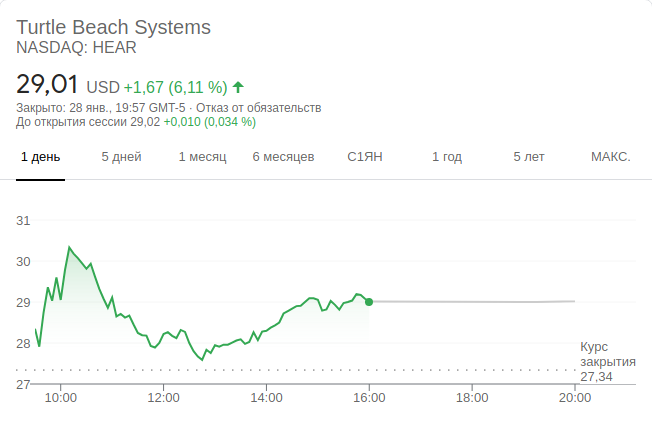 Turtle Beach Systems
NASDAQ: HEAR
29,01 USD +1,67 (6,11 %)
Закрыто: 28 янв., 19:57 GMT-5 · Отказ от обязательств
До открытия сессии 29,02 +0,010 (0,034 %)
1 день 5 дней 1 месяц 6 месяцев С1ЯН 1 год 5 лет МАКС.
31
30
29
28
Курс
закрытия
27,34
27
10:00 12:00 14:00 16:00 18:00 20:00